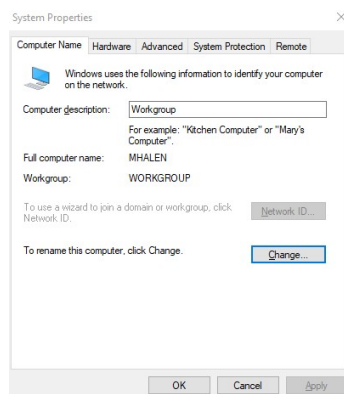 System Properties
Computer Name Hardware Advanced System Protection Remote
Windows uses the following information to identify your computer
on the network.
Computer description: Workgroup
For example: "Kitchen Computer" or "Mary's
Computer".
Full computer name: MHALEN
Workgroup: WORKGROUP
To use a wizard to join a domain or workgroup, click
Network ID.
Network ID...
To rename this computer, click Change.
Change...
OK Cancel Apply